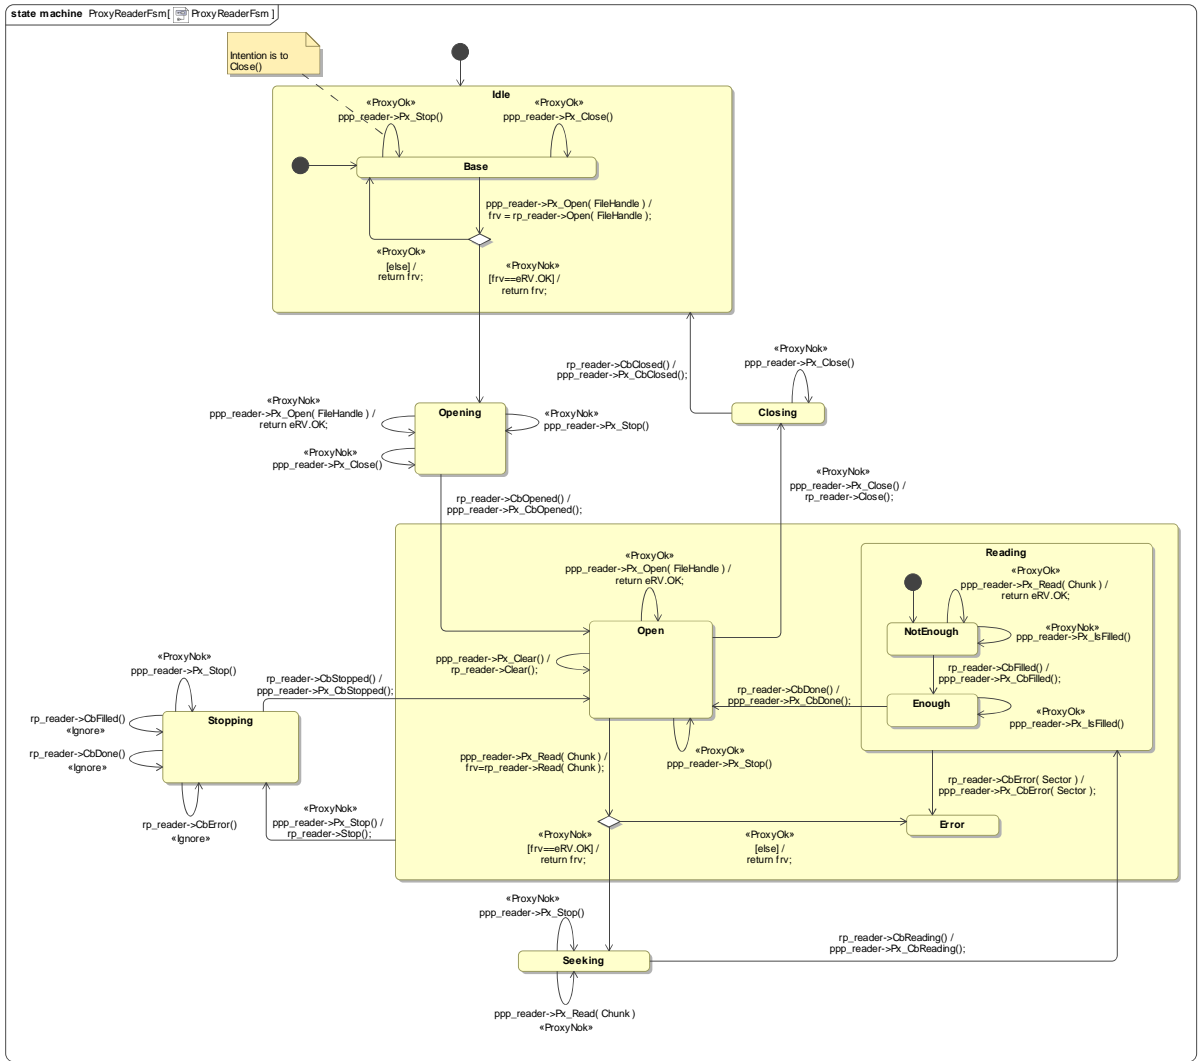 state machine ProxyReaderFsm[ ProxyReaderFsm ]
Intention is to
Close()
Idle
«ProxyOk»
ppp_reader->Px_Stop()
«ProxyOk»
ppp_reader->Px_Close()
Base
ppp_reader->Px_Open( FileHandle ) /
frv = rp_reader->Open( FileHandle );
«ProxyOk»
[else] /
return frv;
«ProxyNok»
[frv==eRV.OK] /
return frv;
rp_reader->CbClosed() /
ppp_reader->Px_CbClosed();
«ProxyNok»
ppp_reader->Px_Close()
Closing
«ProxyNok»
ppp_reader->Px_Open( FileHandle ) /
return eRV.OK;
Opening
«ProxyNok»
ppp_reader->Px_Stop()
«ProxyNok»
ppp_reader->Px_Close()
«ProxyNok»
ppp_reader->Px_Close() /
rp_reader->Close();
rp_reader->CbOpened() /
ppp_reader->Px_CbOpened();
«ProxyOk»
ppp_reader->Px_Open( FileHandle ) /
return eRV.OK;
Open
ppp_reader->Px_Clear() /
rp_reader->Clear();
Reading
«ProxyOk»
ppp_reader->Px_Read( Chunk ) /
return eRV.OK;
NotEnough
«ProxyNok»
ppp_reader->Px_IsFilled()
rp_reader->CbFilled() /
ppp_reader->Px_CbFilled();
Enough
«ProxyOk»
ppp_reader->Px_IsFilled()
rp_reader->CbDone() /
ppp_reader->Px_CbDone();
«ProxyNok»
ppp_reader->Px_Stop()
rp_reader->CbStopped() /
ppp_reader->Px_CbStopped();
Stopping
rp_reader->CbFilled()
«Ignore»
rp_reader->CbDone()
«Ignore»
rp_reader->CbError()
«Ignore»
«ProxyNok»
ppp_reader->Px_Stop() /
rp_reader->Stop();
ppp_reader->Px_Read( Chunk ) /
frv=rp_reader->Read( Chunk );
«ProxyOk»
ppp_reader->Px_Stop()
rp_reader->CbError( Sector ) /
ppp_reader->Px_CbError( Sector );
Error
«ProxyNok»
[frv==eRV.OK] /
return frv;
«ProxyOk»
[else] /
return frv;
«ProxyNok»
ppp_reader->Px_Stop()
Seeking
rp_reader->CbReading() /
ppp_reader->Px_CbReading();
ppp_reader->Px_Read( Chunk )
«ProxyNok»